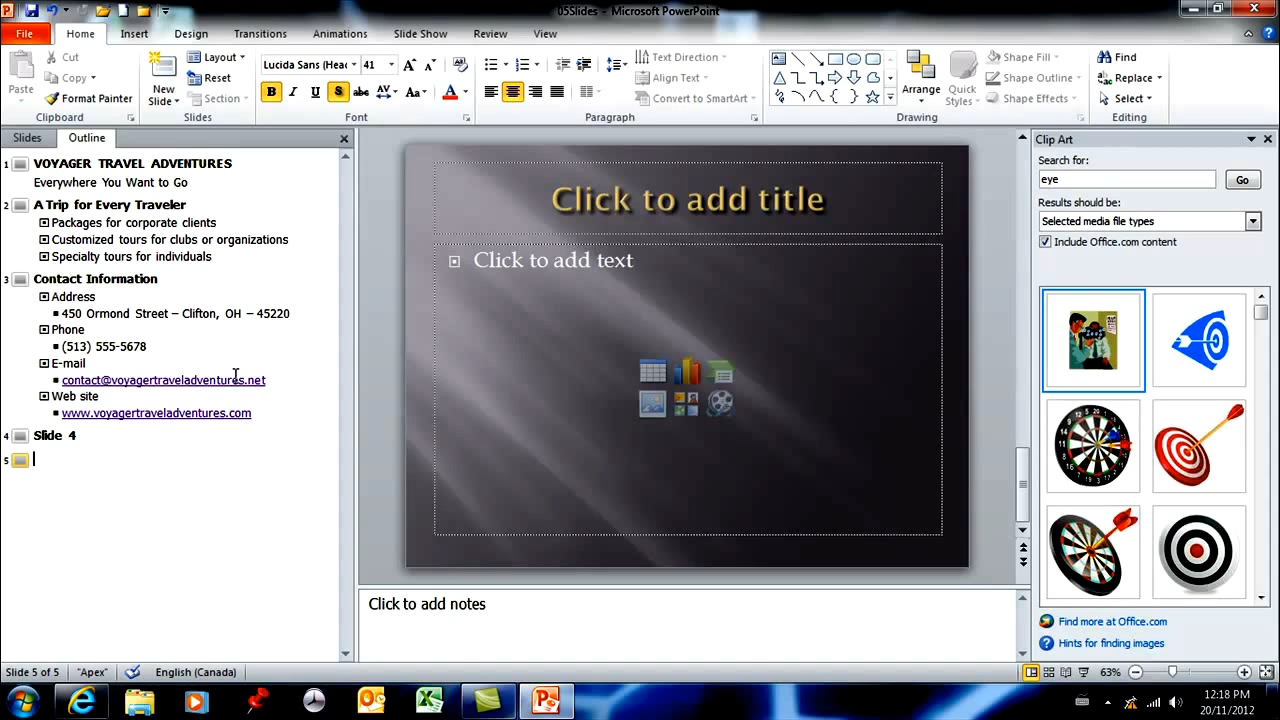 05Slides - Microsoft PowerPoint
File Home Insert Design Transitions Animations Slide Show Review View
Paste
Cut
Copy
Format Painter
Clipboard
New Slide
Layout
Reset
Section
Slides
Lucida Sans (Heac 41
Font
Text Direction
Align Text
Convert to SmartArt
Paragraph
Arrange
Quick Styles
Shape Fill
Shape Outline
Shape Effects
Drawing
Find
Replace
Select
Editing
Slides Outline
1 VOYAGER TRAVEL ADVENTURES
Everywhere You Want to Go
2 A Trip for Every Traveler
Packages for corporate clients
Customized tours for clubs or organizations
Specialty tours for individuals
3 Contact Information
Address
450 Ormond Street – Clifton, OH – 45220
Phone
(513) 555-5678
E-mail
contact@voyagertraveladventures.net
Web site
www.voyagertraveladventures.com
4 Slide 4
5
Click to add title
Click to add text
Click to add notes
Clip Art
Search for:
eye Go
Results should be:
Selected media file types
Include Office.com content
Find more at Office.com
Hints for finding images
Slide 5 of 5 "Apex" English (Canada) 63%
12:18 PM
20/11/2012